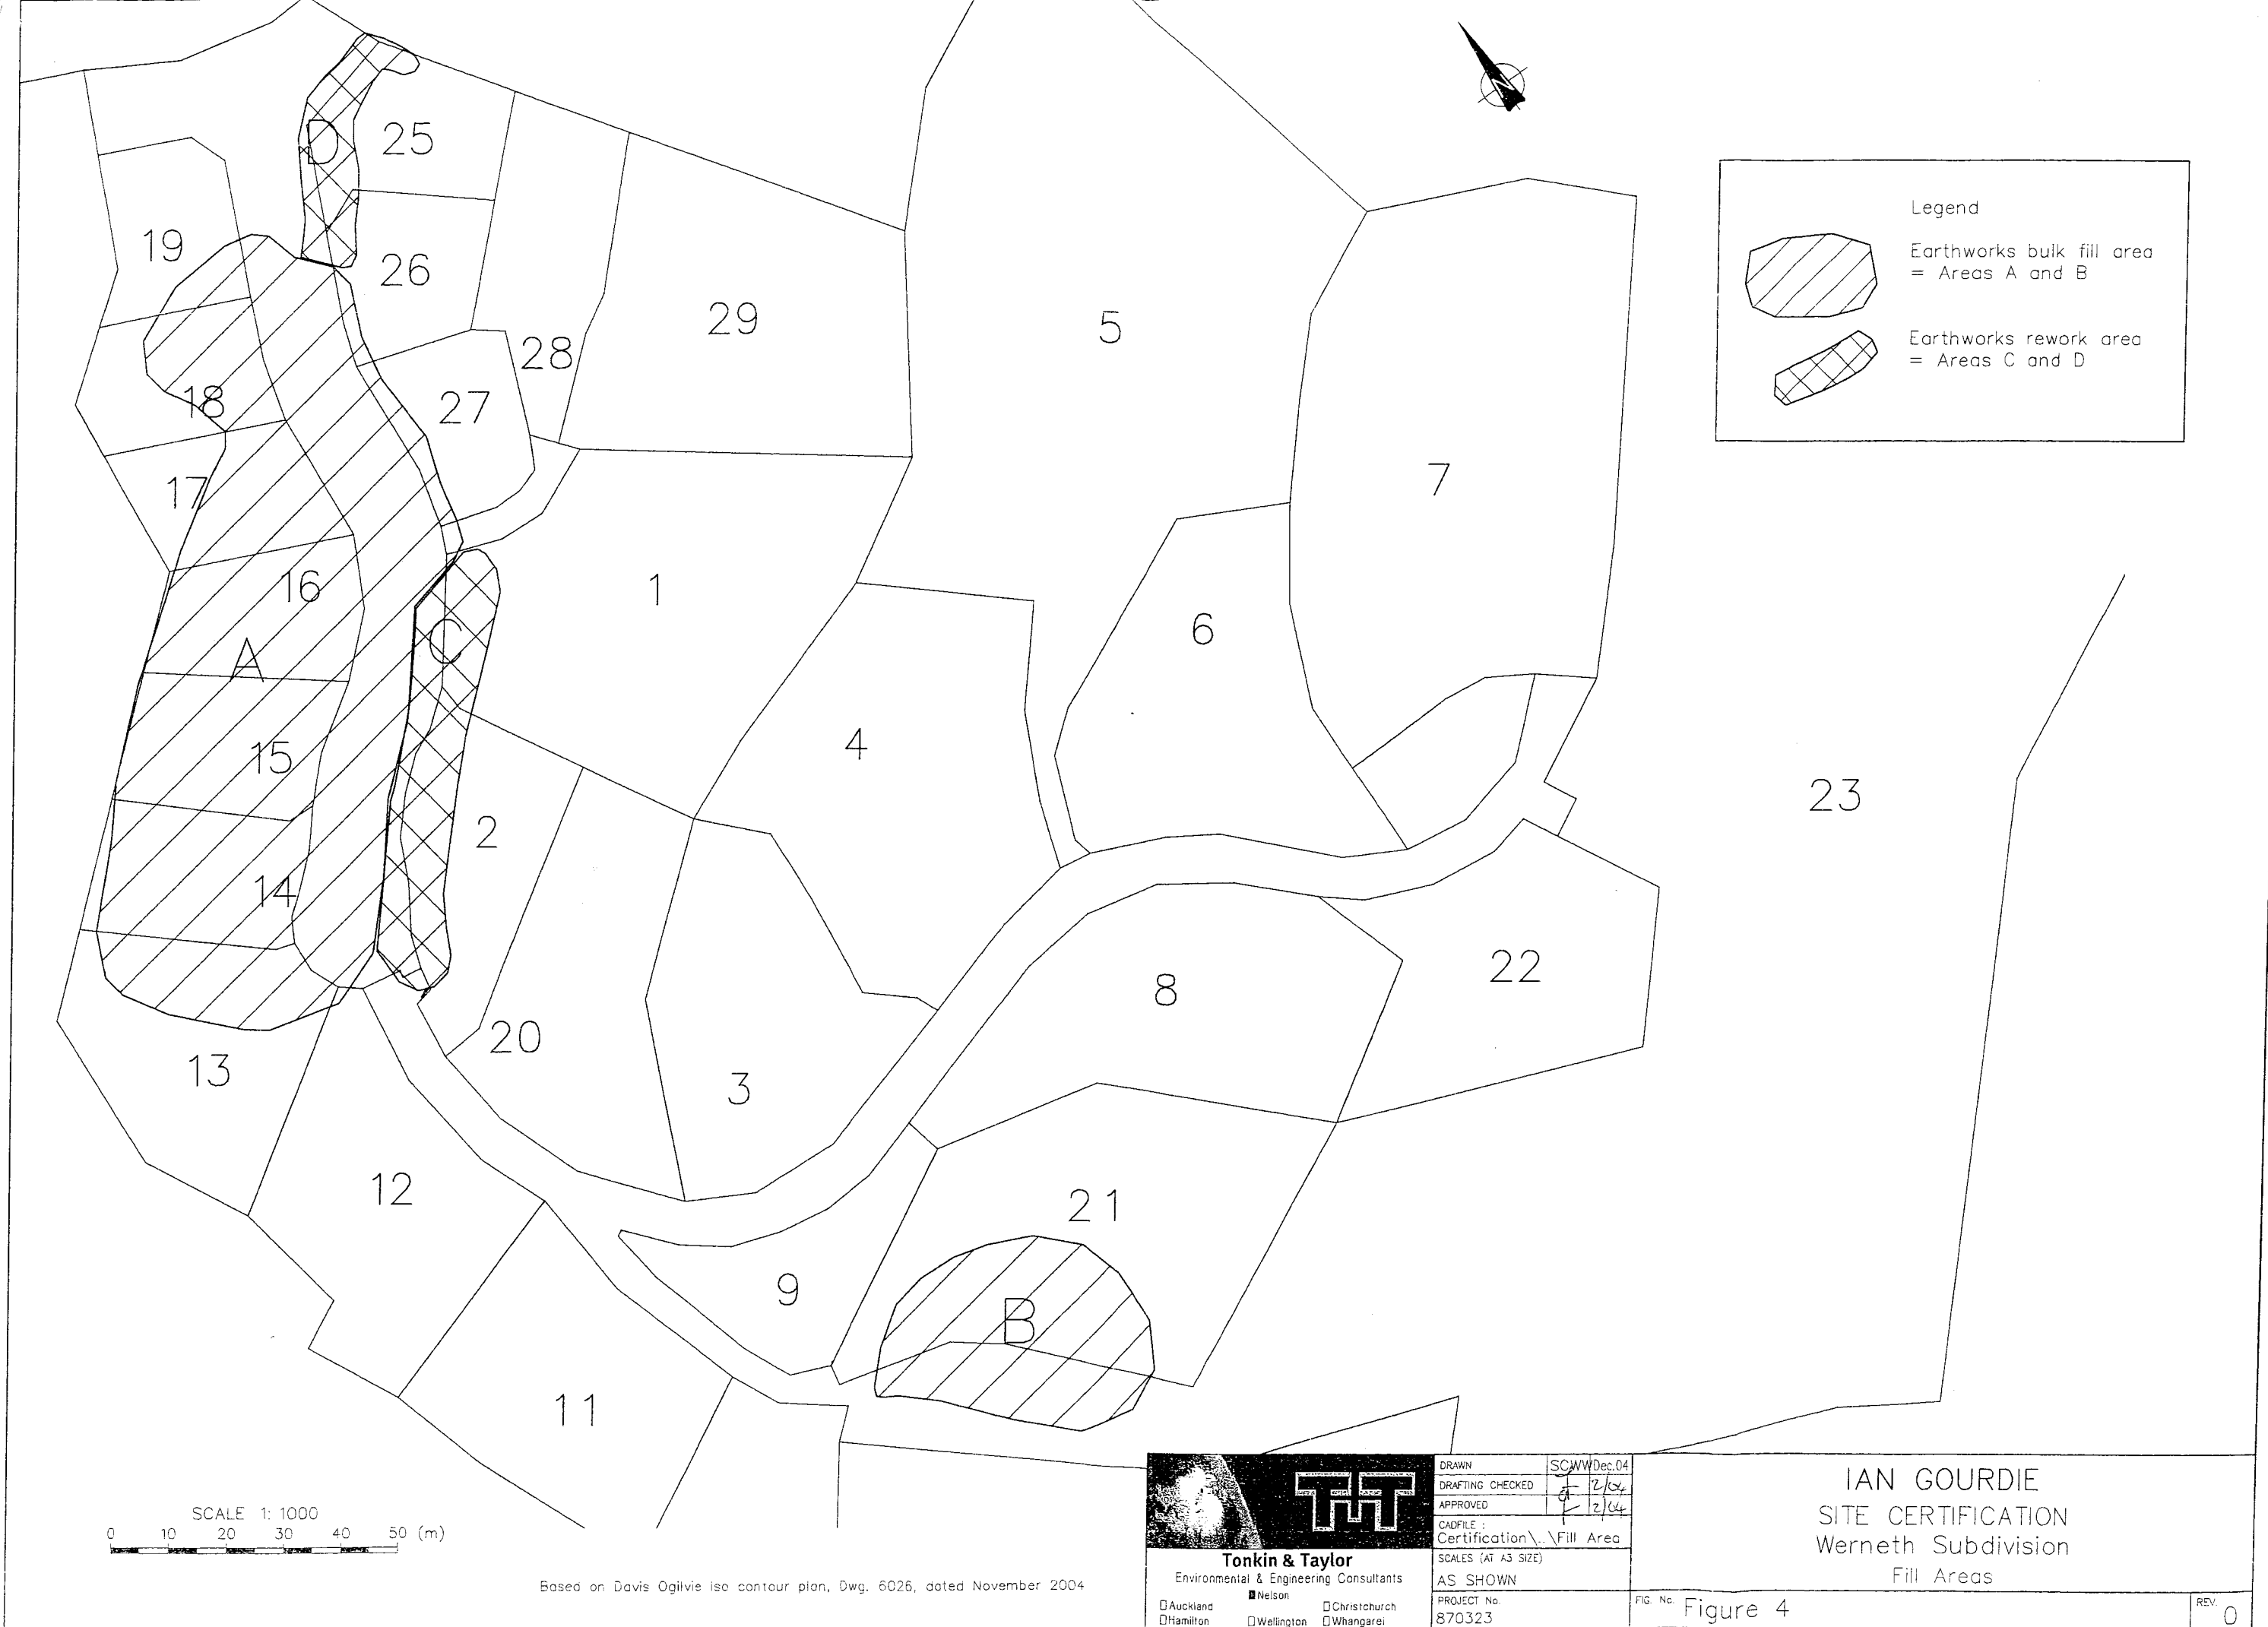 D
25
19
26
18
28
29
5
27
17
7
16
1
6
A
C
15
4
2
23
14
8
22
20
13
3
12
21
9
B
11
N
Legend
Earthworks bulk fill area
= Areas A and B
Earthworks rework area
= Areas C and D
SCALE 1: 1000
0 10 20 30 40 50 (m)
Based on Davis Ogilvie iso contour plan, Dwg. 6026, dated November 2004
T&T
Tonkin & Taylor
Environmental & Engineering Consultants
Nelson
Auckland Christchurch
Hamilton Wellington Whangarei
DRAWN SCWW Dec.04
DRAFTING CHECKED 2/04
APPROVED 2/04
CADFILE :
Certification\..\Fill Area
SCALES (AT A3 SIZE)
AS SHOWN
PROJECT No.
870323
IAN GOURDIE
SITE CERTIFICATION
Werneth Subdivision
Fill Areas
FIG. No. Figure 4
REV. 0